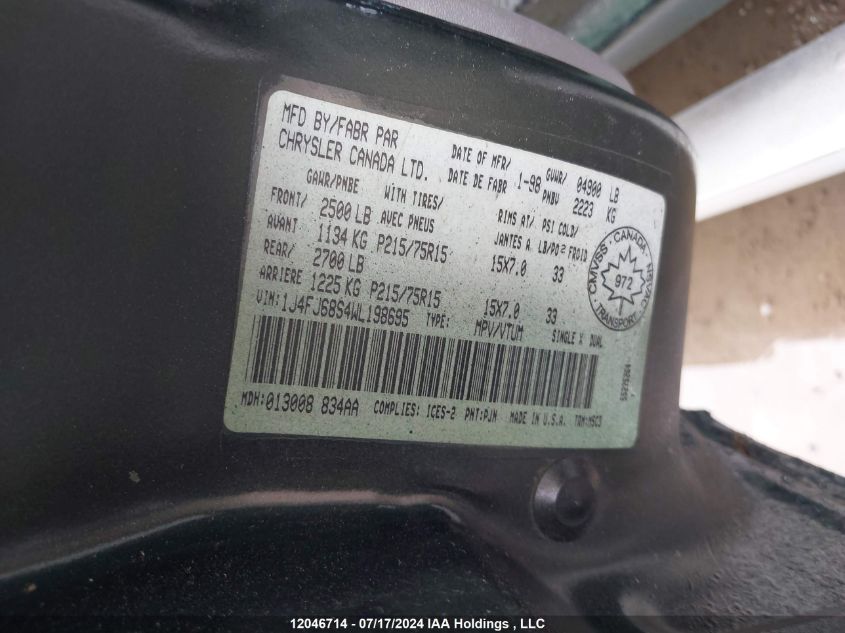 MFD BY/FABR PAR
CHRYSLER CANADA LTD.
DATE OF MFR/ GVWR/ 04900 LB
DATE DE FABR 1-98 PNBV 2223 KG
GAWR/PNBE WITH TIRES/ RIMS AT/ PSI COLD/
FRONT/ 2500 LB AVEC PNEUS JANTES A LB/PO2 FROID
AVANT 1134 KG P215/75R15 15X7.0 33
REAR/ 2700 LB
ARRIERE 1225 KG P215/75R15 15X7.0 33
VIN: 1J4FJ68S4WL198695 TYPE: MPV/VTUM SINGLE X DUAL
CMVSS CANADA NSVAC
972
TRANSPORT
MDH: 013008 834AA COMPLIES: ICES-2 PNT:PJN MADE IN U.S.A. TRM:M5C3
12046714 - 07/17/2024 IAA Holdings , LLC